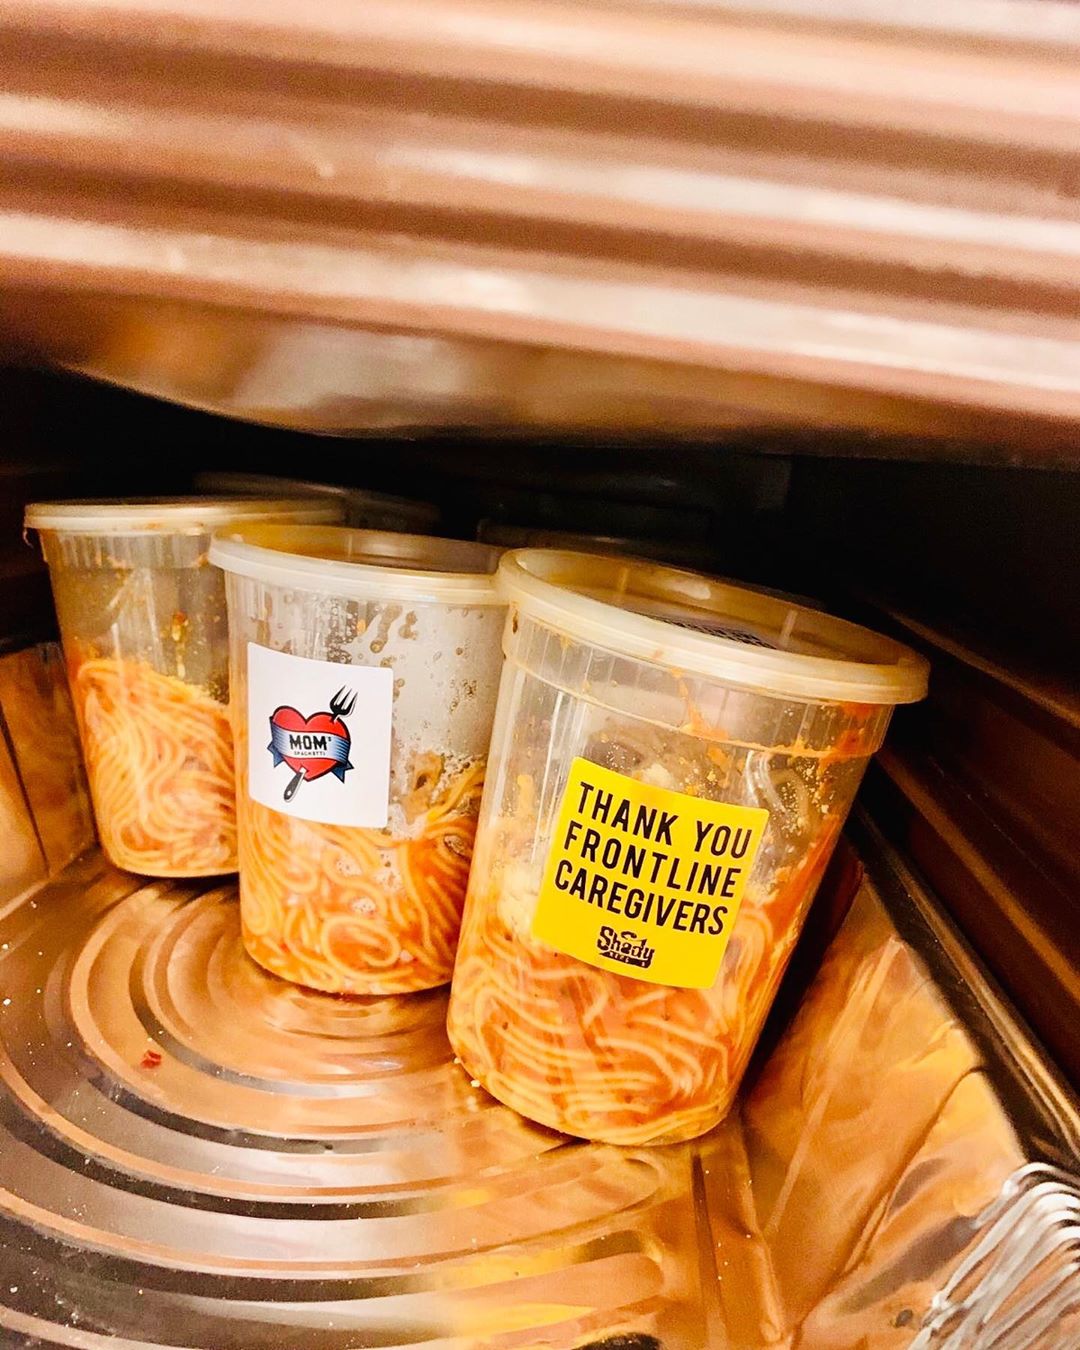 MOM'S
SPAGHETTI
THANK YOU
FRONTLINE
CAREGIVERS
Shady